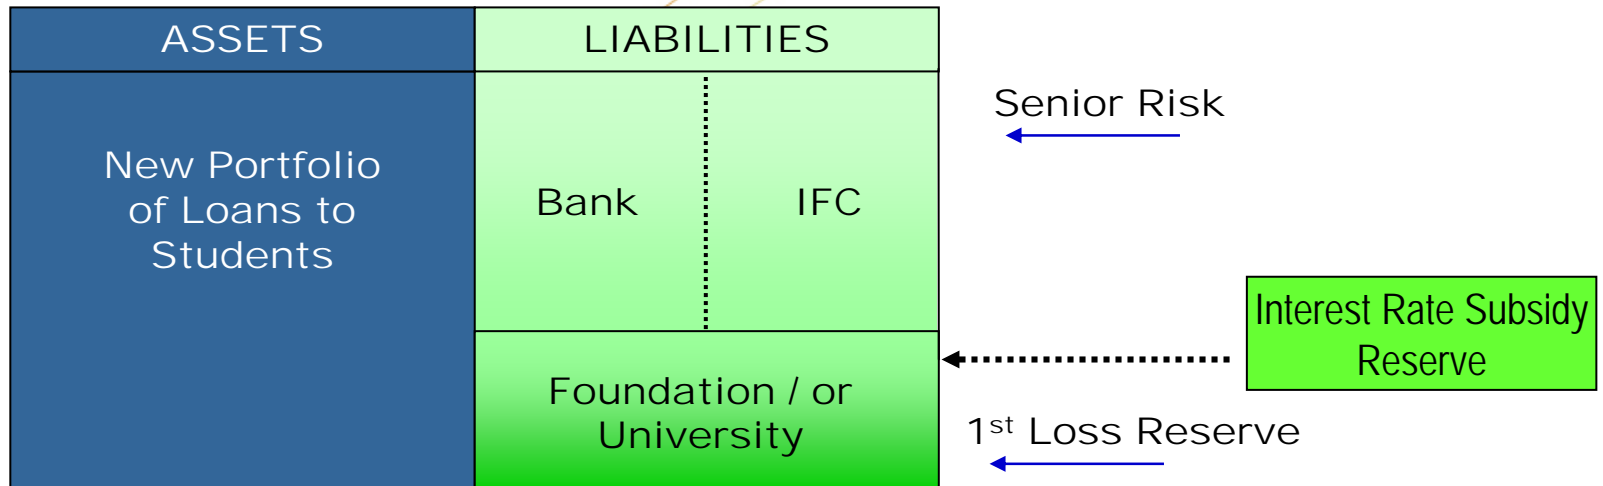 ASSETS
LIABILITIES
New Portfolio
of Loans to
Students
Bank
IFC
Senior Risk
Interest Rate Subsidy
Reserve
Foundation / or
University
1st Loss Reserve